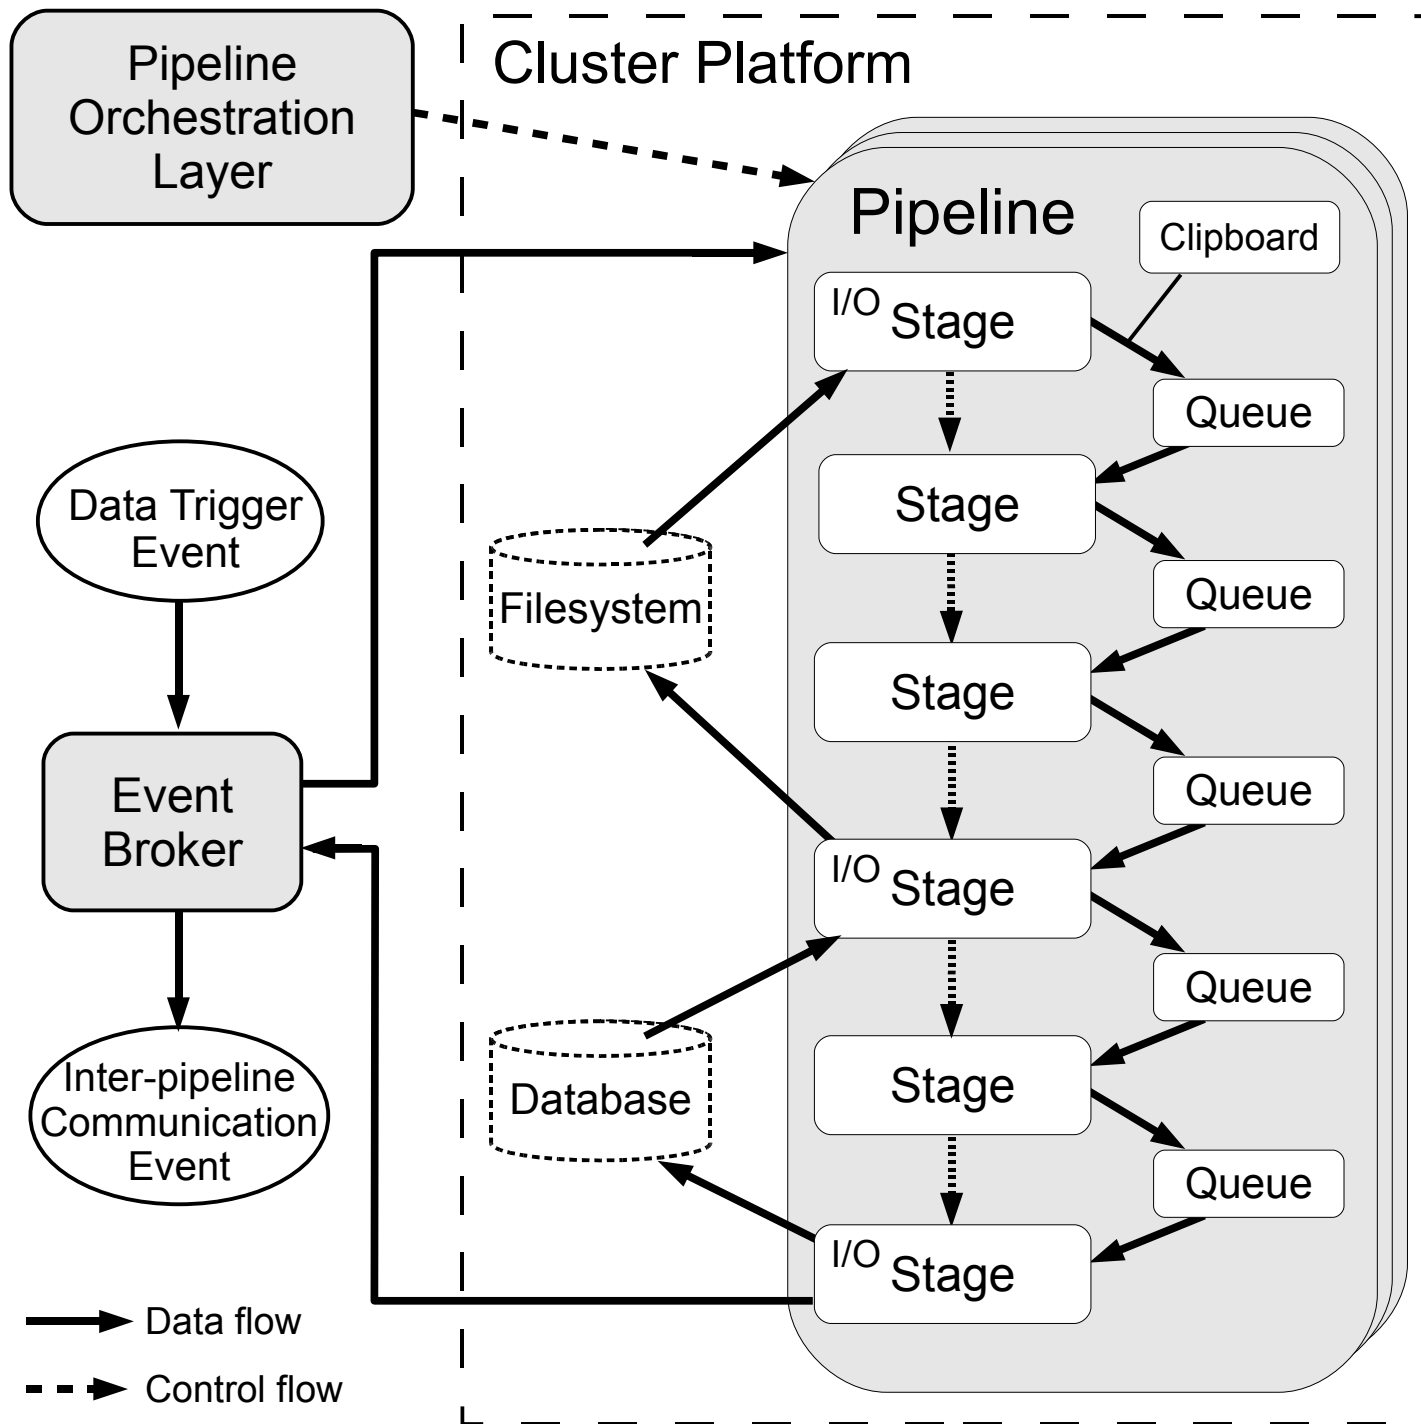 Pipeline
Orchestration
Layer
Cluster Platform
Pipeline
Clipboard
I/O Stage
Queue
Stage
Queue
Stage
Queue
I/O Stage
Queue
Stage
Queue
I/O Stage
Data Trigger
Event
Filesystem
Event
Broker
Database
Inter-pipeline
Communication
Event
Data flow
Control flow